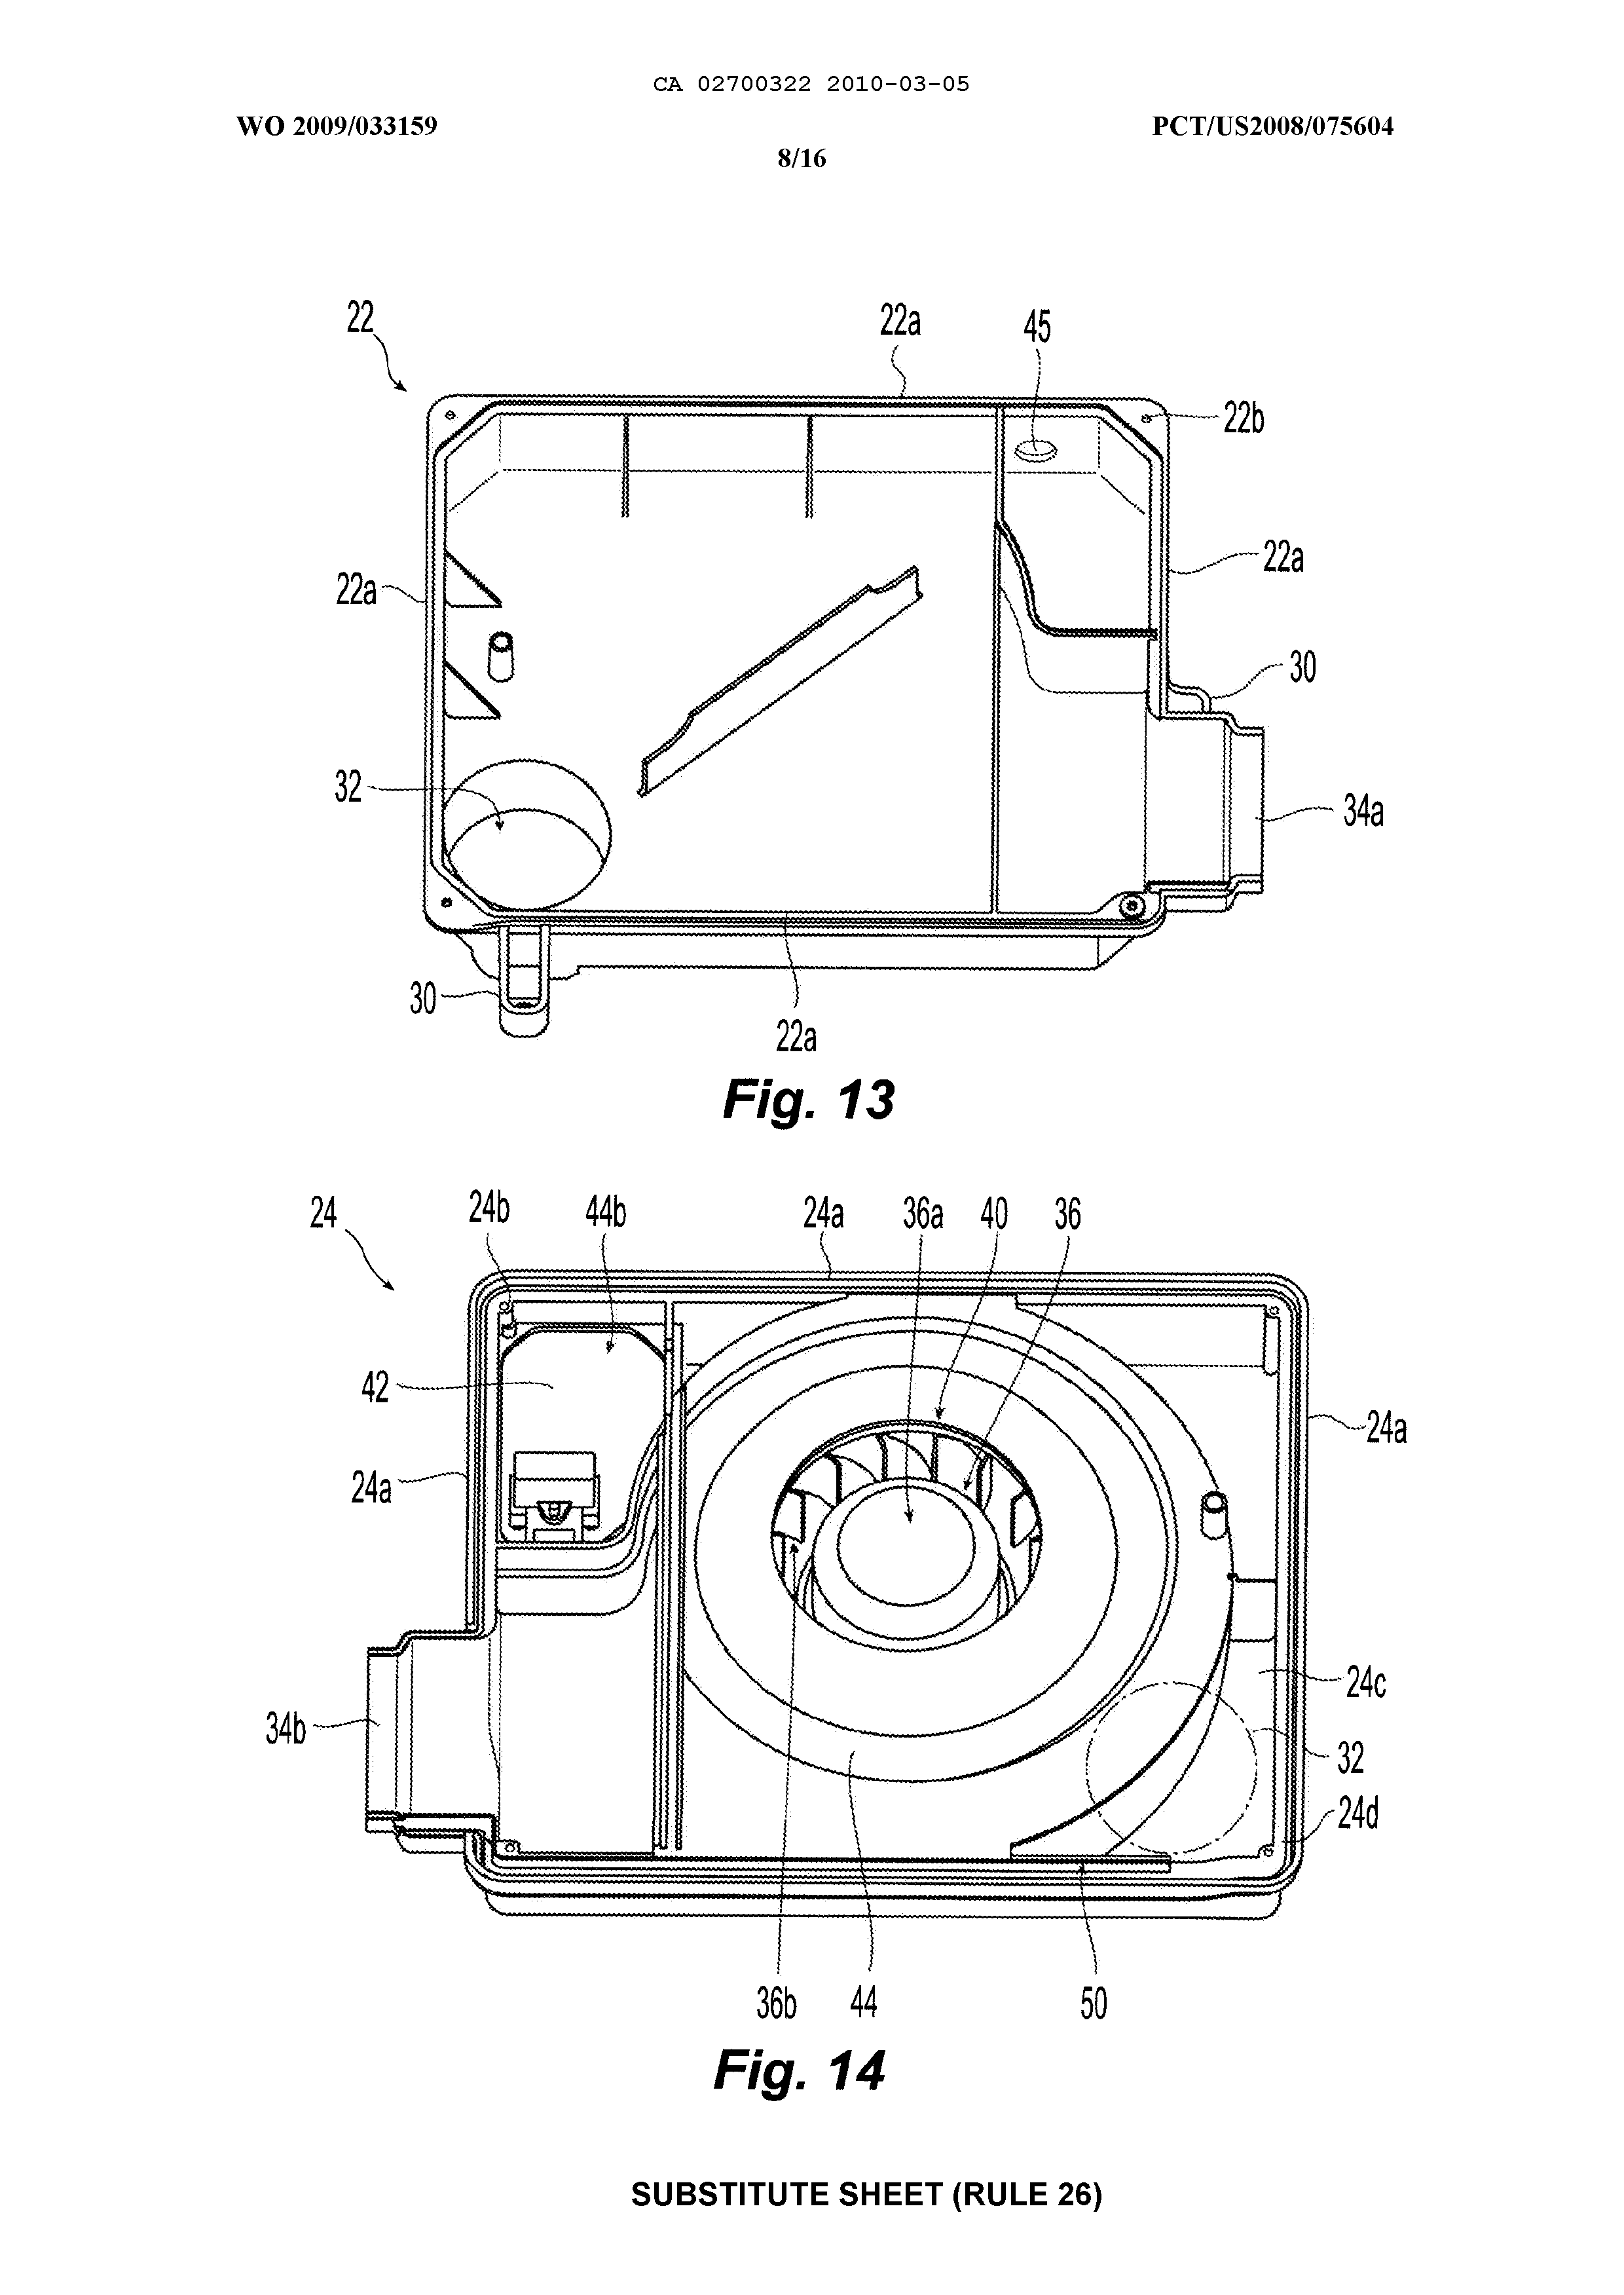 CA 02700322 2010-03-05
WO 2009/033159 PCT/US2008/075604
8/16
22
22a
45
22b
22a
22a
30
32
34a
30
22a
Fig. 13
24
24b
44b
24a
36a
40
36
42
24a
24a
24c
34b
32
24d
36b
44
50
Fig. 14
SUBSTITUTE SHEET (RULE 26)